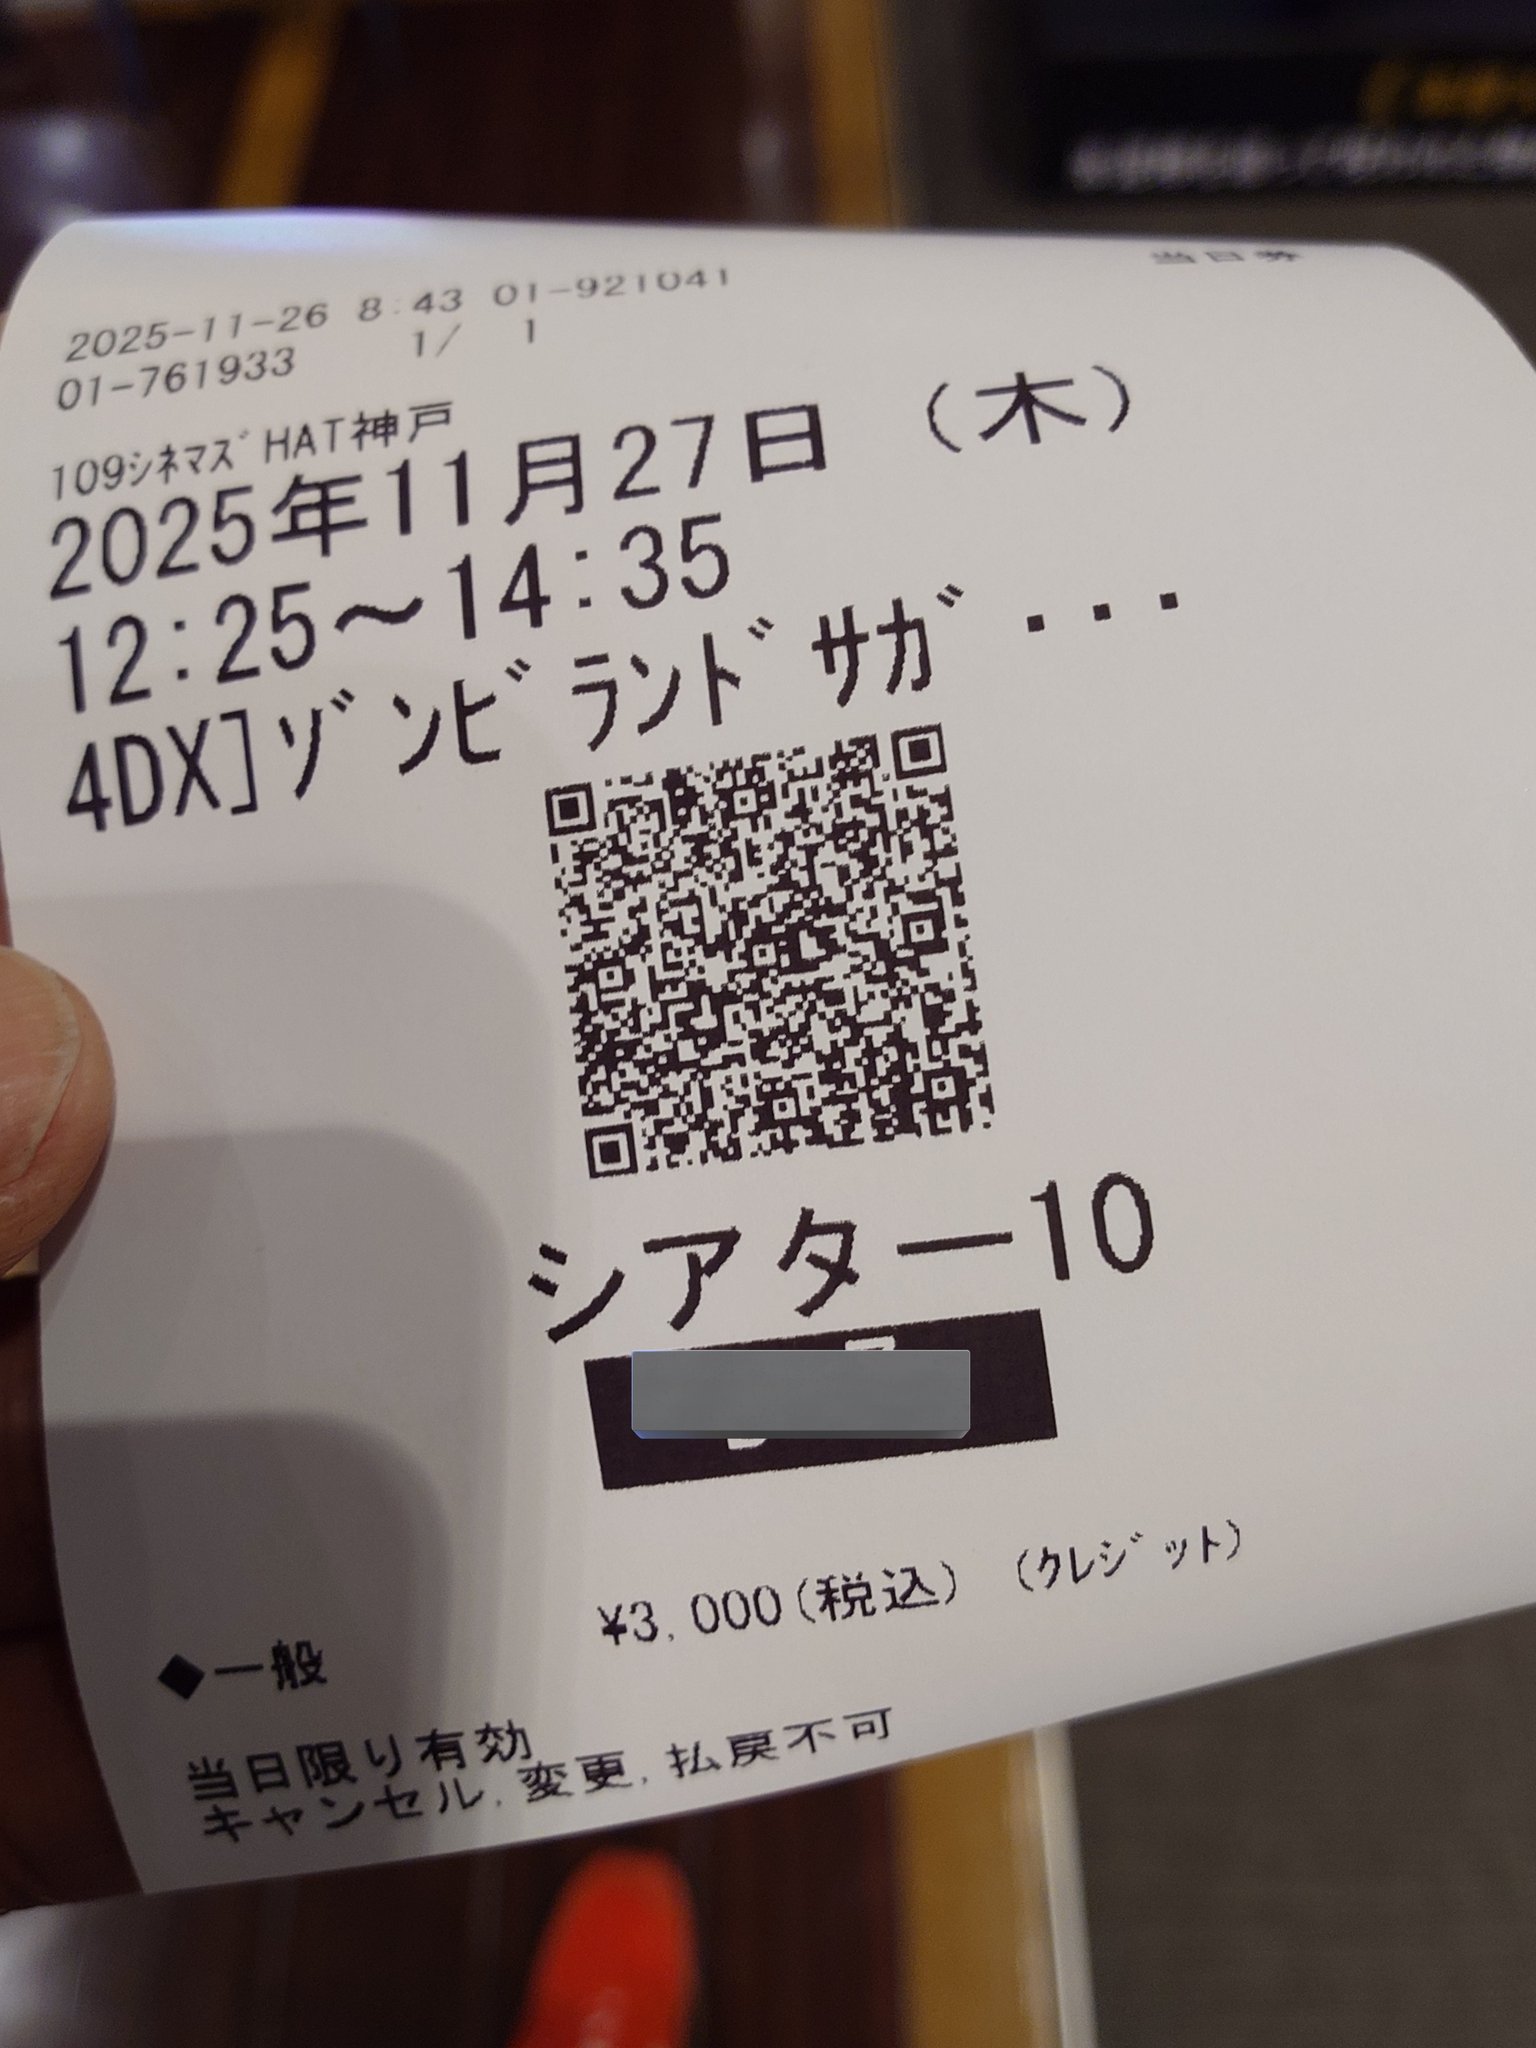 当日券
2025-11-26 8:43 01-921041
01-761933 1/ 1
109ｼﾈﾏｽﾞHAT神戸
2025年11月27日 (木)
12:25〜14:35
4DX]ｿﾞﾝﾋﾞﾗﾝﾄﾞｻｶﾞ・・・
シアター10
¥3,000(税込) (ｸﾚｼﾞｯﾄ)
◆一般
当日限り有効
キャンセル,変更,払戻不可